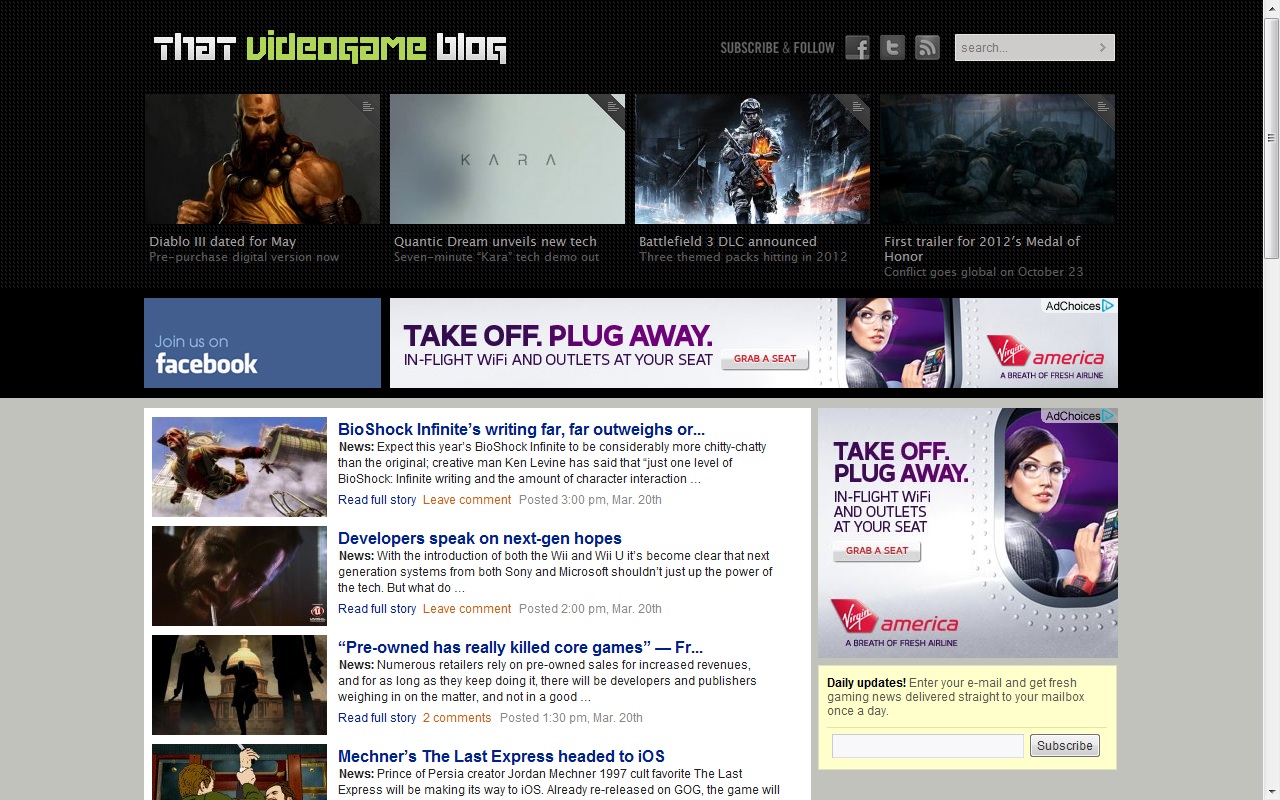 THAT VIDEOGAME BLOG
SUBSCRIBE & FOLLOW
search...
KARA
Diablo III dated for May
Pre-purchase digital version now
Quantic Dream unveils new tech
Seven-minute “Kara” tech demo out
Battlefield 3 DLC announced
Three themed packs hitting in 2012
First trailer for 2012’s Medal of
Honor
Conflict goes global on October 23
Join us on
facebook
TAKE OFF. PLUG AWAY.
IN-FLIGHT WiFi AND OUTLETS AT YOUR SEAT
GRAB A SEAT
AdChoices
Virgin america
A BREATH OF FRESH AIRLINE
BioShock Infinite’s writing far, far outweighs or...
News: Expect this year’s BioShock Infinite to be considerably more chitty-chatty
than the original; creative man Ken Levine has said that “just one level of
BioShock: Infinite writing and the amount of character interaction ...
Read full story Leave comment Posted 3:00 pm, Mar. 20th
Developers speak on next-gen hopes
News: With the introduction of both the Wii and Wii U it’s become clear that next
generation systems from both Sony and Microsoft shouldn’t just up the power of
the tech. But what do ...
Read full story Leave comment Posted 2:00 pm, Mar. 20th
“Pre-owned has really killed core games” — Fr...
News: Numerous retailers rely on pre-owned sales for increased revenues,
and for as long as they keep doing it, there will be developers and publishers
weighing in on the matter, and not in a good ...
Read full story 2 comments Posted 1:30 pm, Mar. 20th
Mechner’s The Last Express headed to iOS
News: Prince of Persia creator Jordan Mechner 1997 cult favorite The Last
Express will be making its way to iOS. Already re-released on GOG, the game will
AdChoices
TAKE OFF.
PLUG AWAY.
IN-FLIGHT WiFi
AND OUTLETS
AT YOUR SEAT
GRAB A SEAT
Virgin america
A BREATH OF FRESH AIRLINE
Daily updates! Enter your e-mail and get fresh
gaming news delivered straight to your mailbox
once a day.
Subscribe